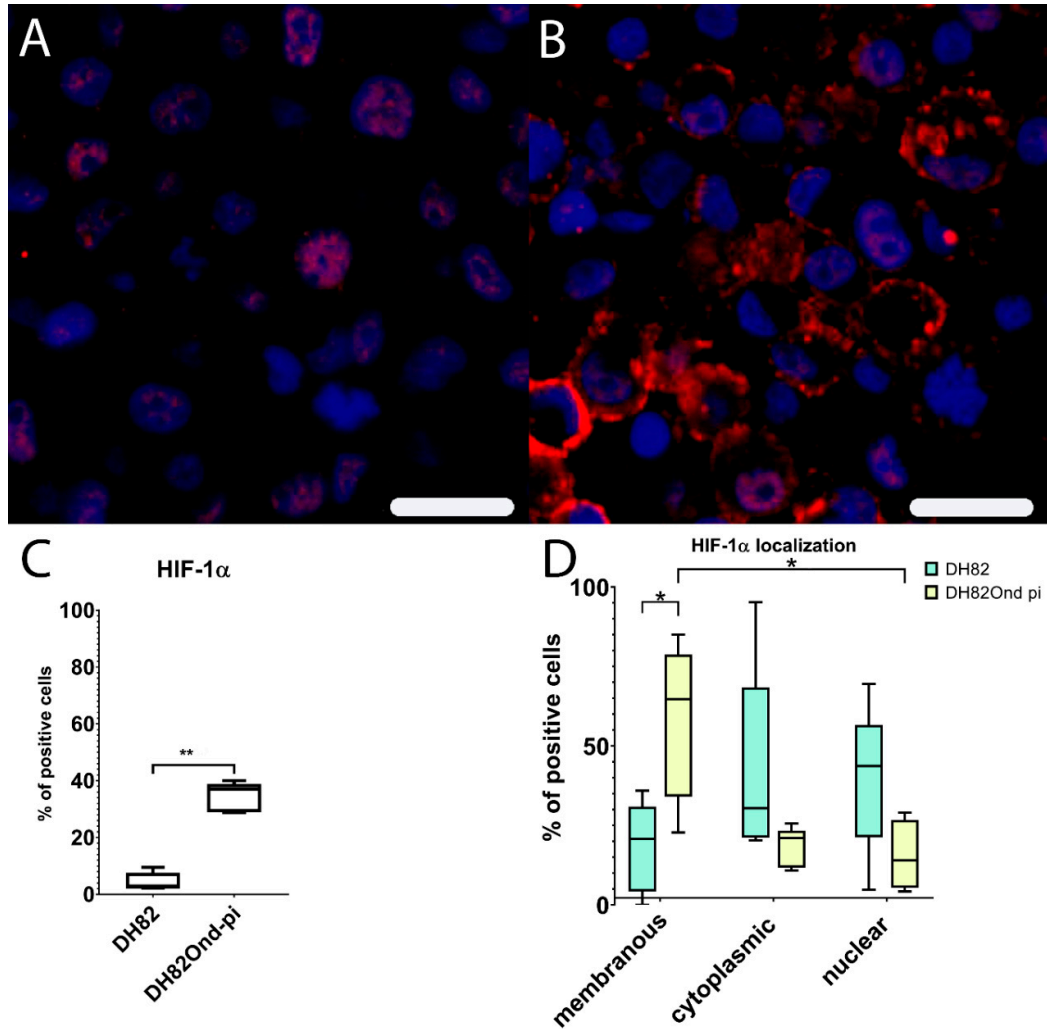 A
B
C
HIF-1α
100
80
60
40
20
0
% of positive cells
**
DH82
DH82Ond-pi
D
HIF-1α localization
*
*
DH82
DH82Ond pi
100
50
0
% of positive cells
membranous
cytoplasmic
nuclear